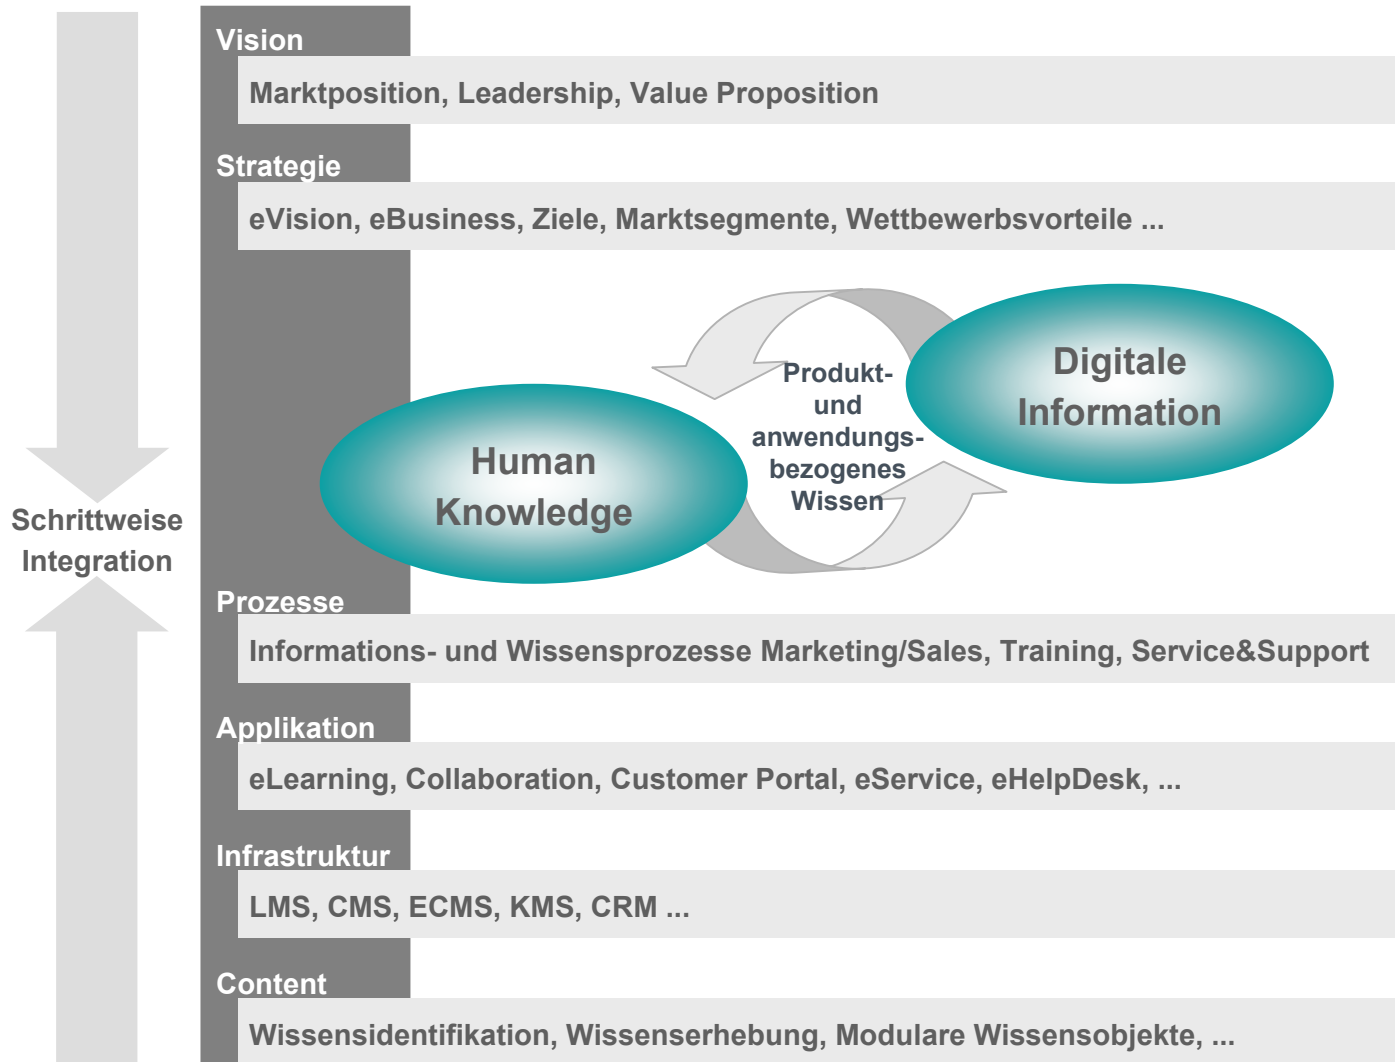 Vision
Marktposition, Leadership, Value Proposition
Strategie
eVision, eBusiness, Ziele, Marktsegmente, Wettbewerbsvorteile ...
Digitale
Information
Produkt-
und
anwendungs-
bezogenes
Wissen
Human
Knowledge
Schrittweise
Integration
Prozesse
Informations- und Wissensprozesse Marketing/Sales, Training, Service&Support
Applikation
eLearning, Collaboration, Customer Portal, eService, eHelpDesk, ...
Infrastruktur
LMS, CMS, ECMS, KMS, CRM ...
Content
Wissensidentifikation, Wissenserhebung, Modulare Wissensobjekte, ...